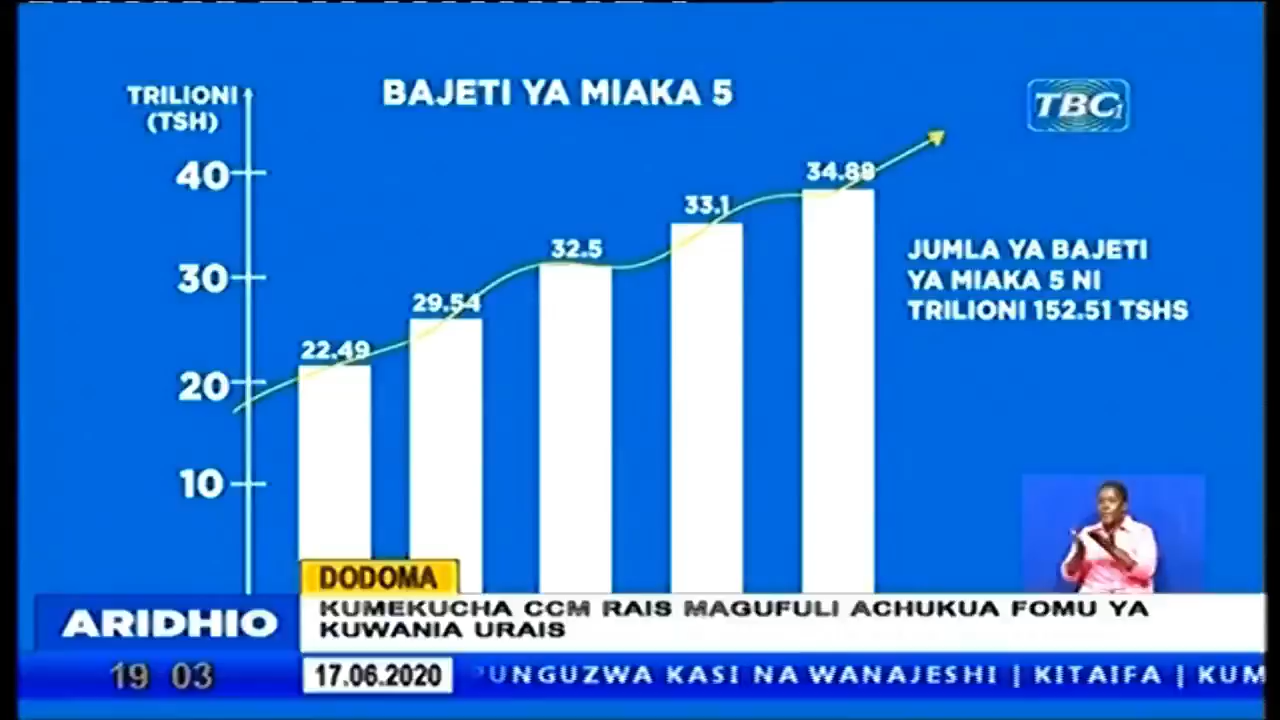 TRILIONI
(TSH)
BAJETI YA MIAKA 5
TBC1
40
30
20
10
22.49
29.54
32.5
33.1
34.88
JUMLA YA BAJETI
YA MIAKA 5 NI
TRILIONI 152.51 TSHS
DODOMA
ARIDHIO
KUMEKUCHA CCM RAIS MAGUFULI ACHUKUA FOMU YA
KUWANIA URAIS
19 03
17.06.2020
UNGUZWA KASI NA WANAJESHI | KITAIFA | KUM